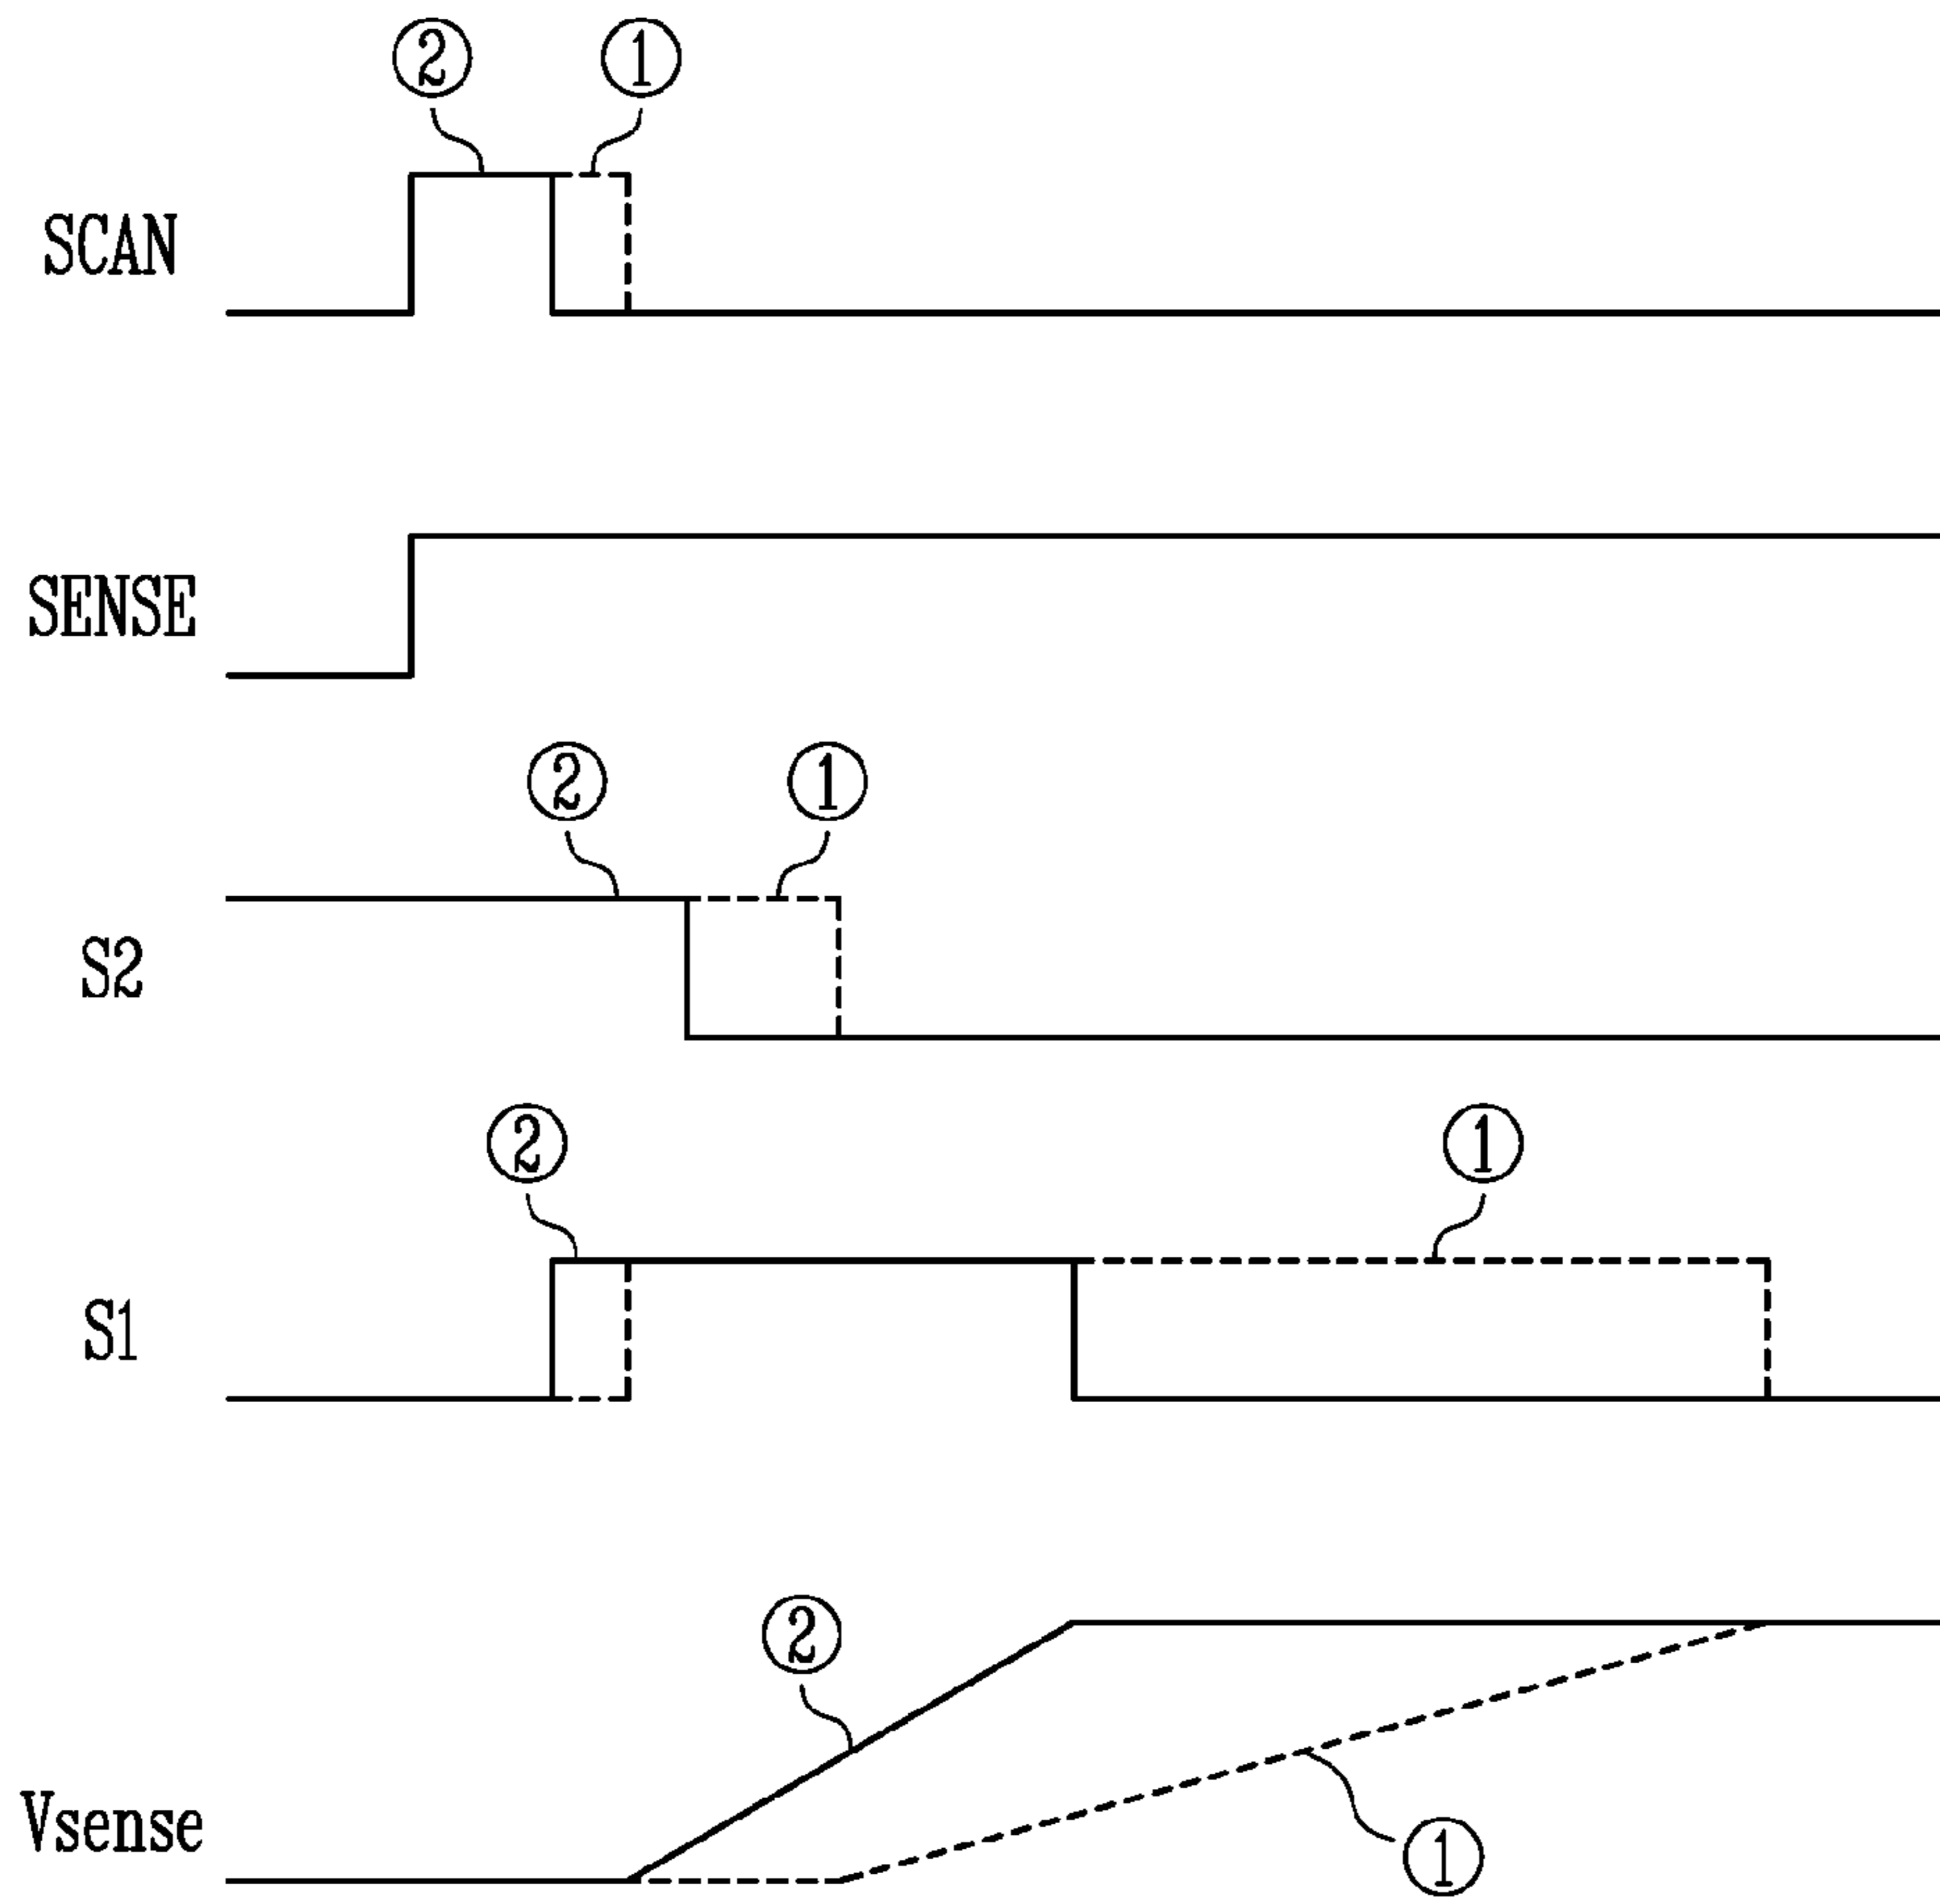 ② ①
SCAN
SENSE
② ①
S2
② ①
S1
②
Vsense
①